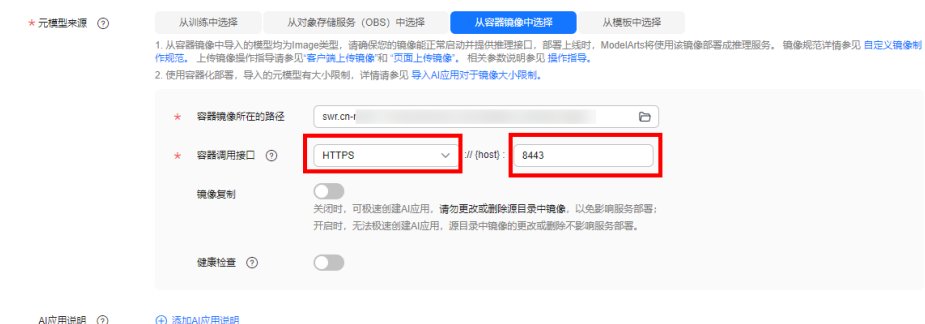 * 元模型来源 ? 从训练中选择 从对象存储服务（OBS）中选择 从容器镜像中选择 从模板中选择
1. 从容器镜像中导入的模型均为Image类型，请确保您的镜像能正常启动并提供推理接口，部署上线时，ModelArts将使用该镜像部署成推理服务。 镜像规范详情参见 自定义镜像制
作规范。 上传镜像操作指导请参见“客户端上传镜像”和 “页面上传镜像”。 相关参数说明参见 操作指导。
2. 使用容器化部署，导入的元模型有大小限制，详情请参见 导入AI应用对于镜像大小限制。
* 容器镜像所在的路径 swr.cn-
* 容器调用接口 ? HTTPS :// {host} : 8443
镜像复制
关闭时，可极速创建AI应用，请勿更改或删除源目录中镜像，以免影响服务部署；
开启时，无法极速创建AI应用，源目录中镜像的更改或删除不影响服务部署。
健康检查 ?
AI应用说明 ? 添加AI应用说明